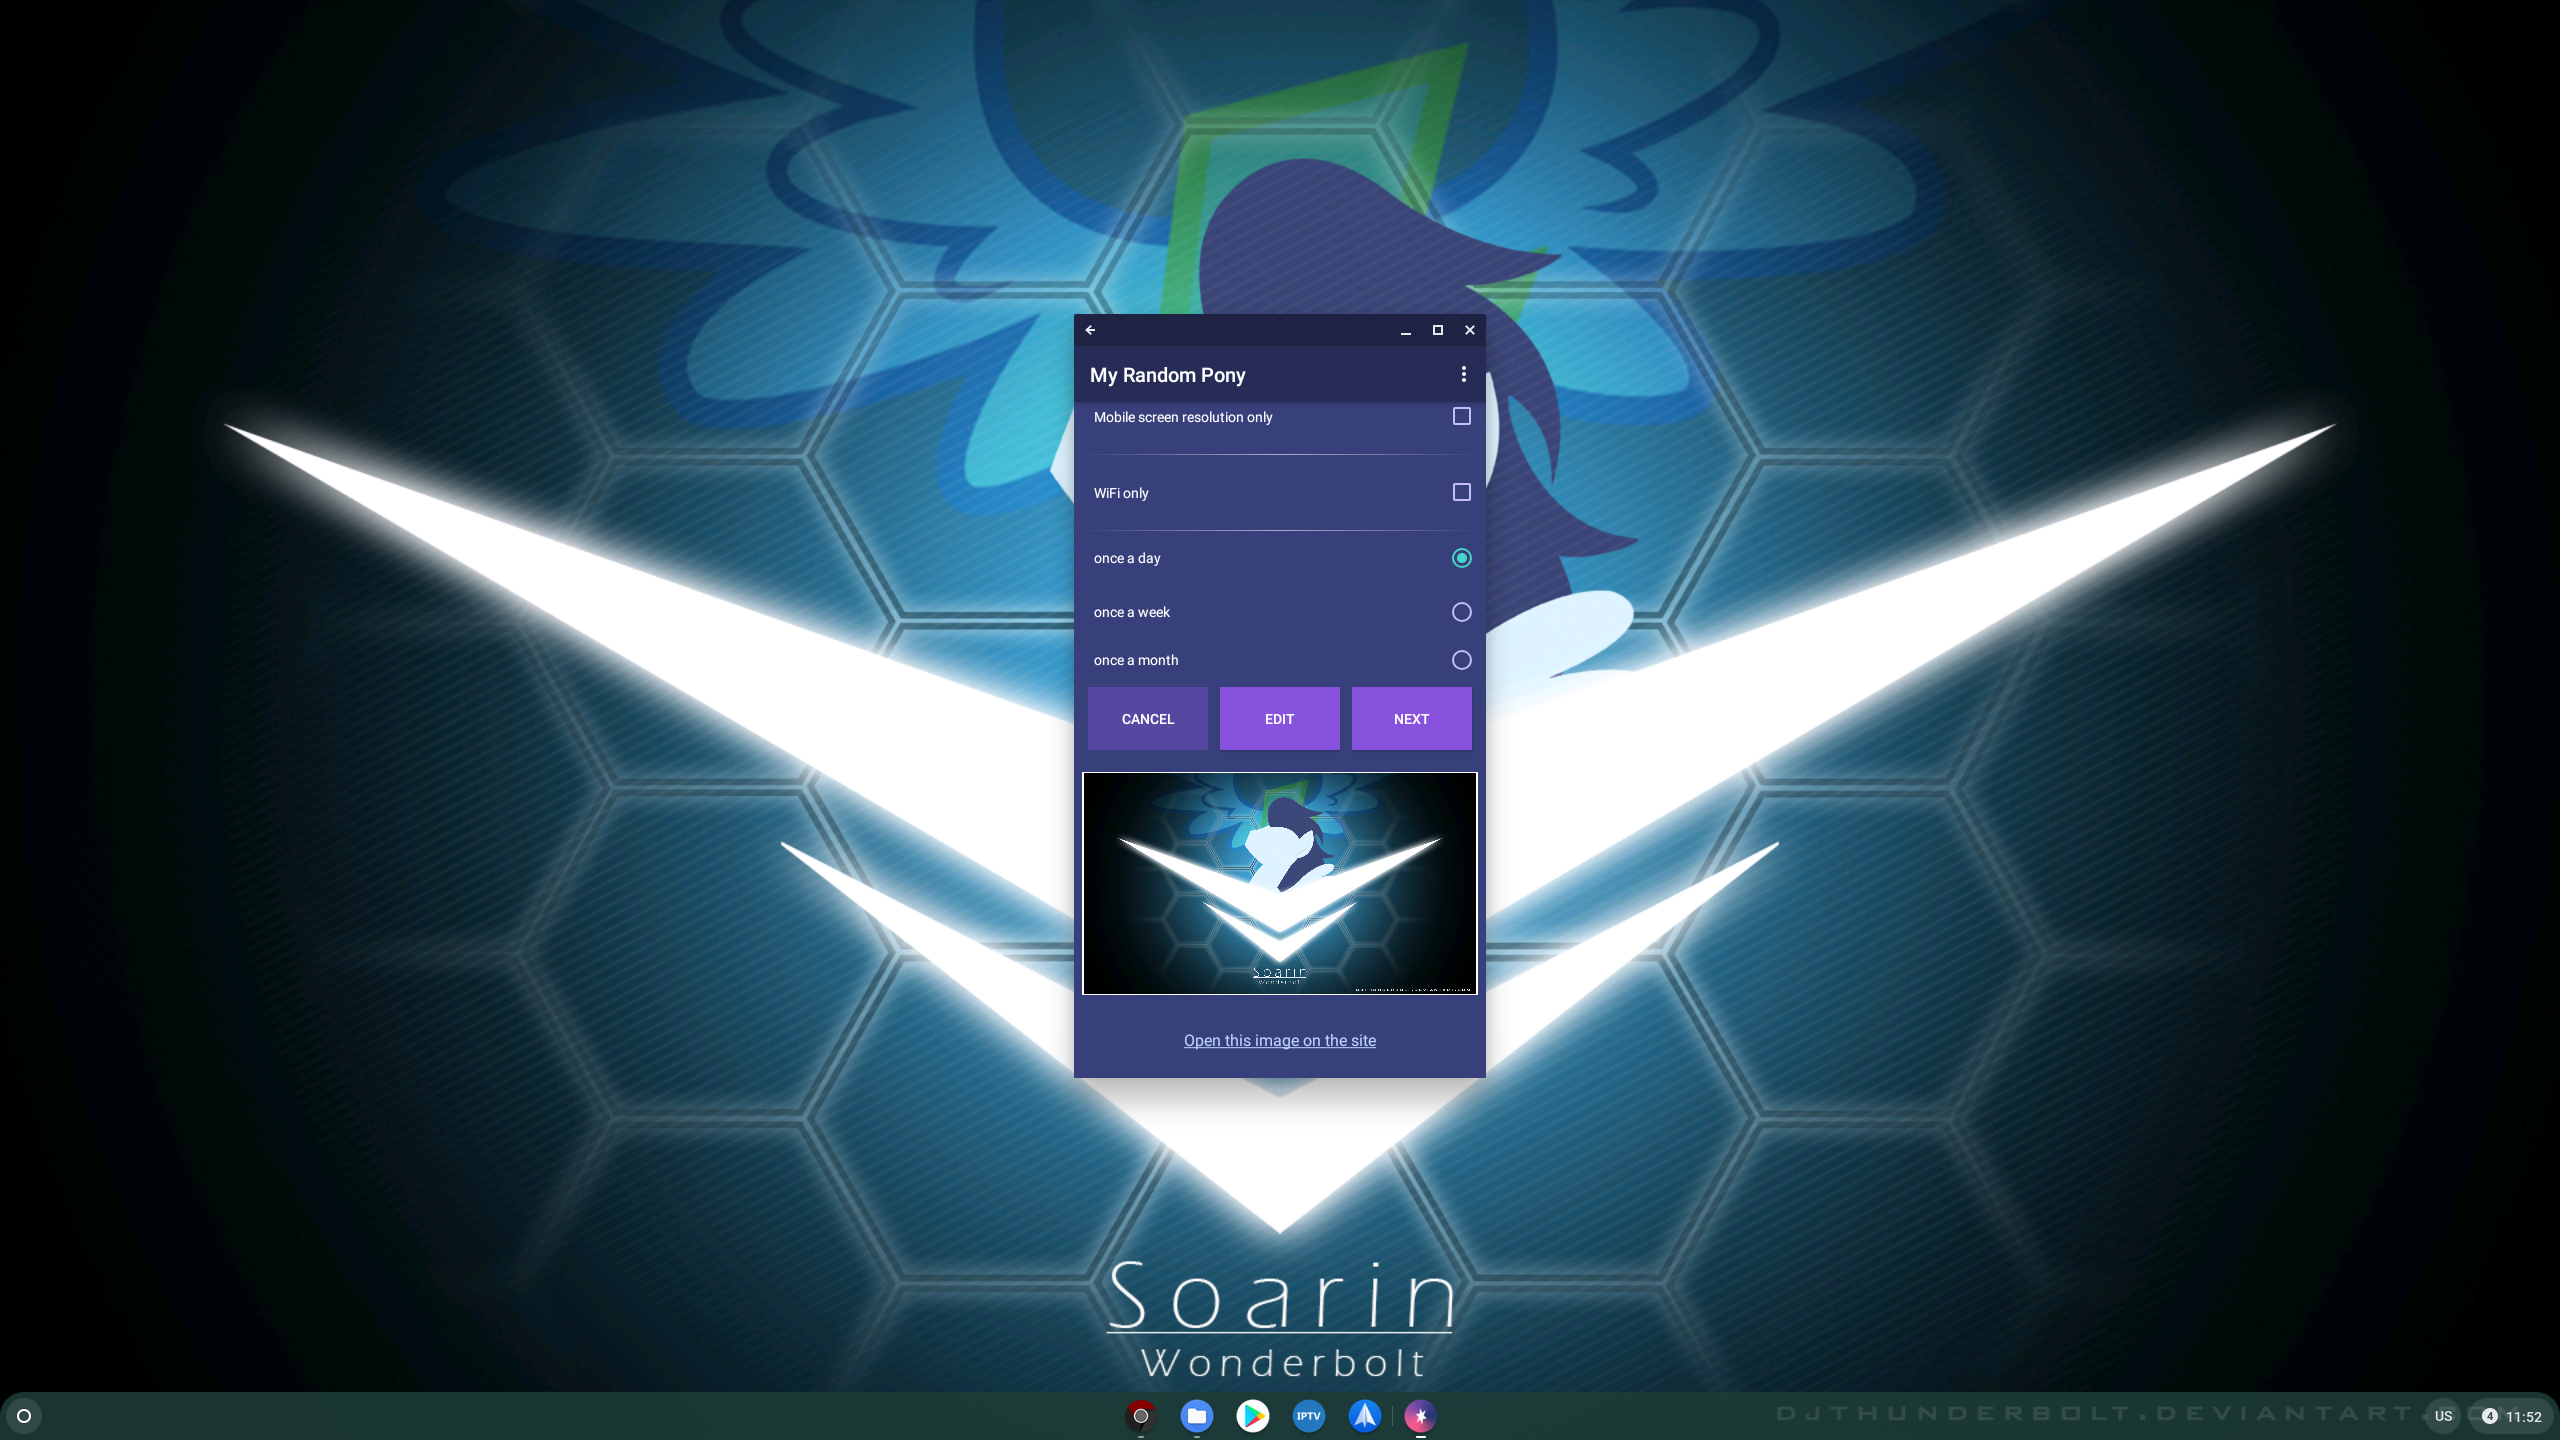 My Random Pony
Mobile screen resolution only
WiFi only
once a day
once a week
once a month
CANCEL EDIT NEXT
Soarin
Wonderbolt
Open this image on the site
Soarin
Wonderbolt
DJTHUNDERBOLT.DEVIANTART.
IPTV
US 4 11:52